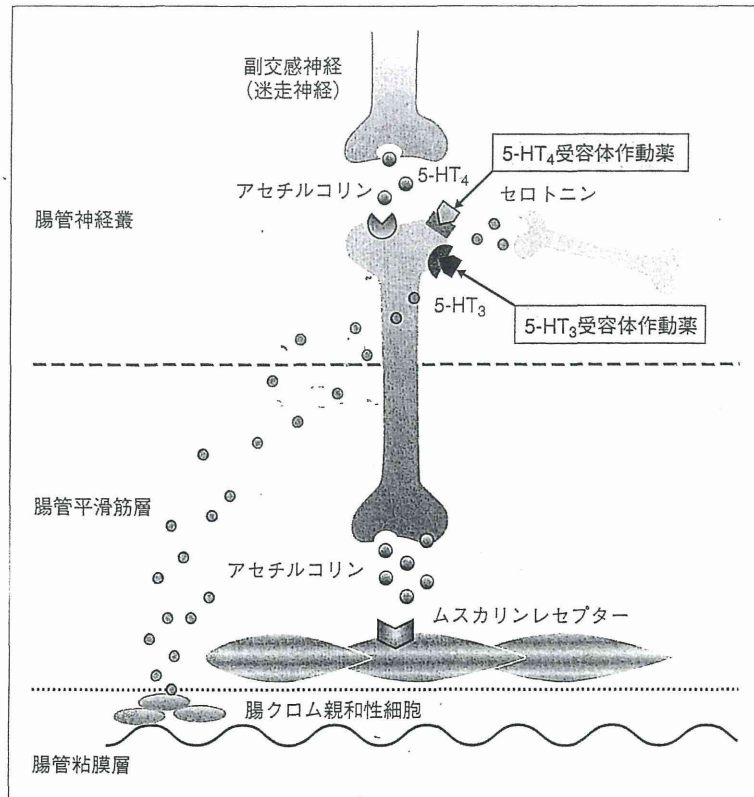 副交感神経
(迷走神経)
5-HT4受容体作動薬
5-HT4
アセチルコリン
セロトニン
腸管神経叢
5-HT3
5-HT3受容体作動薬
腸管平滑筋層
アセチルコリン
ムスカリンレセプター
腸クロム親和性細胞
腸管粘膜層